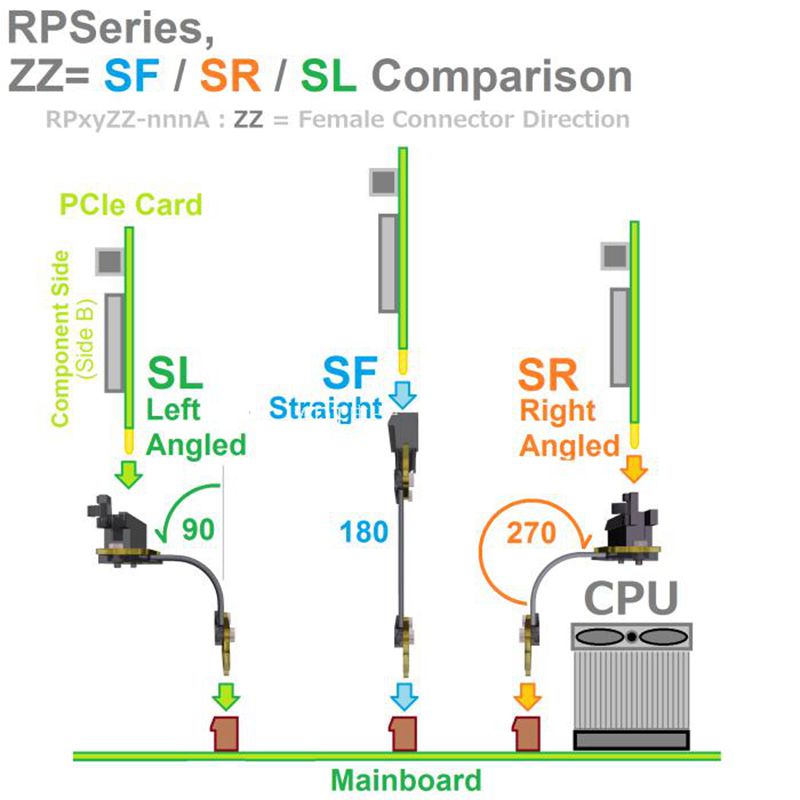 RPSeries,
ZZ= SF / SR / SL Comparison
RPxyZZ-nnnA : ZZ = Female Connector Direction
PCIe Card
Component Side
(Side B)
SL
Left
Angled
90
SF
Straight
180
SR
Right
Angled
270
CPU
Mainboard